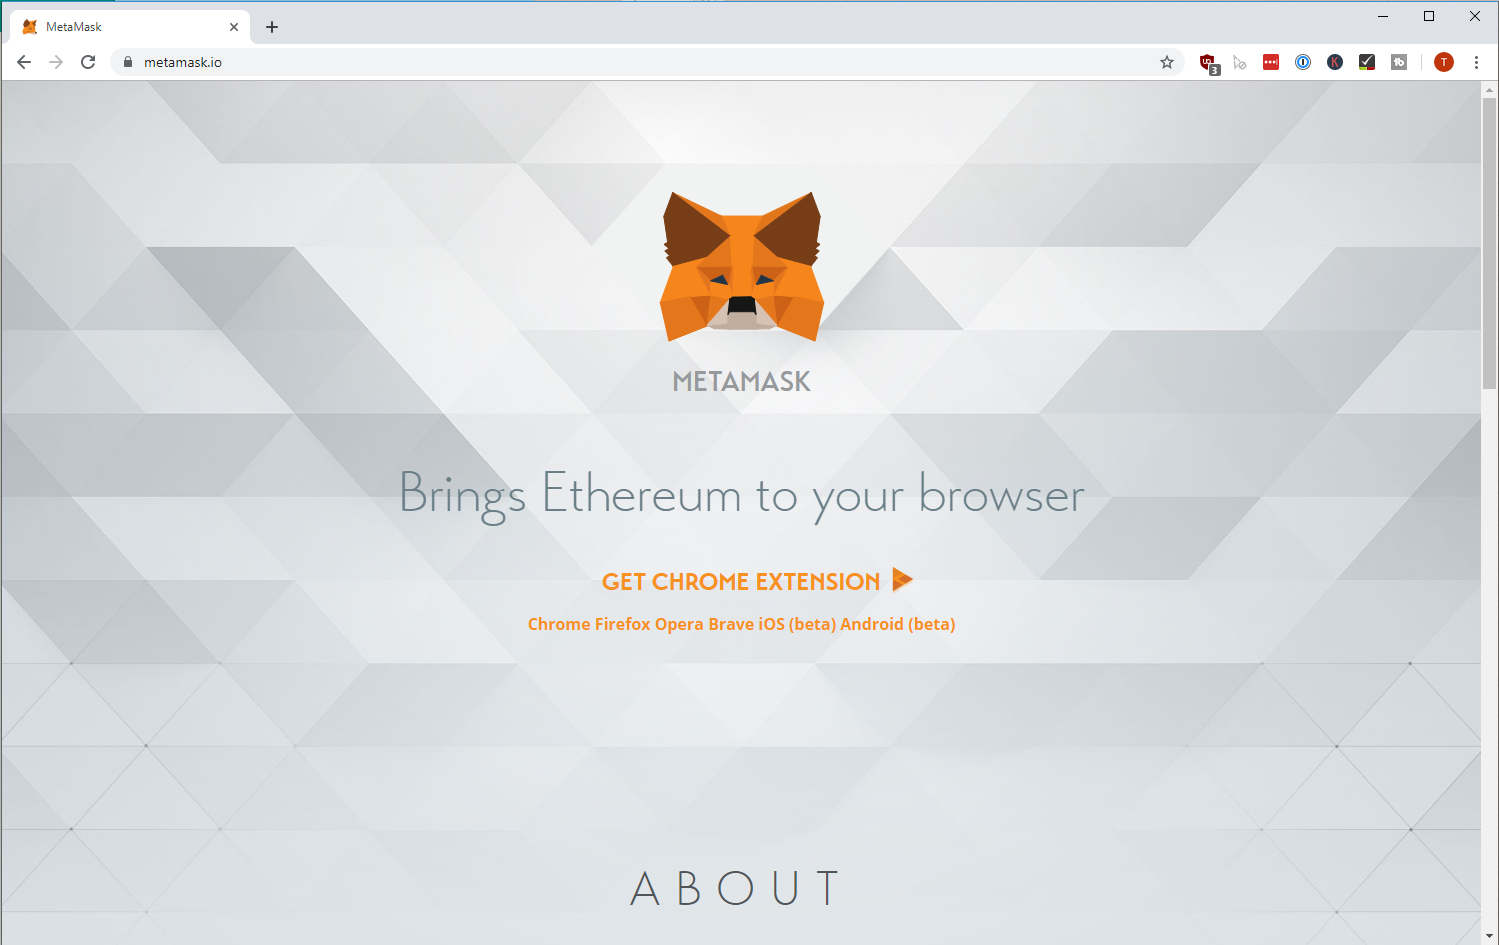 MetaMask
metamask.io
3
T
METAMASK
Brings Ethereum to your browser
GET CHROME EXTENSION
Chrome Firefox Opera Brave iOS (beta) Android (beta)
ABOUT